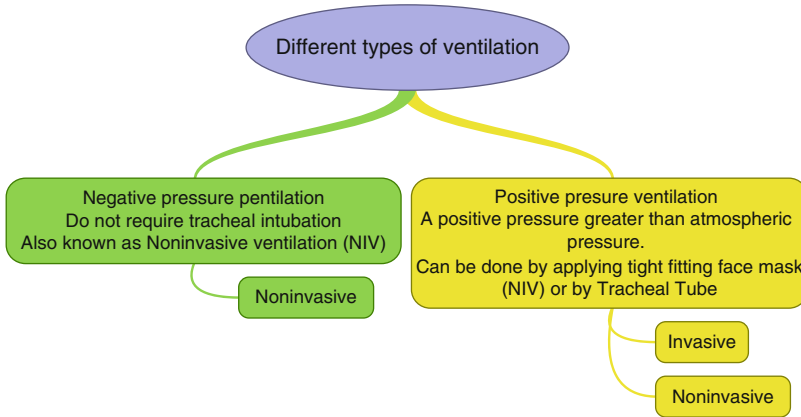 Different types of ventilation
Negative pressure pentilation
Do not require tracheal intubation
Also known as Noninvasive ventilation (NIV)
Noninvasive
Positive presure ventilation
A positive pressure greater than atmospheric
pressure.
Can be done by applying tight fitting face mask
(NIV) or by Tracheal Tube
Invasive
Noninvasive